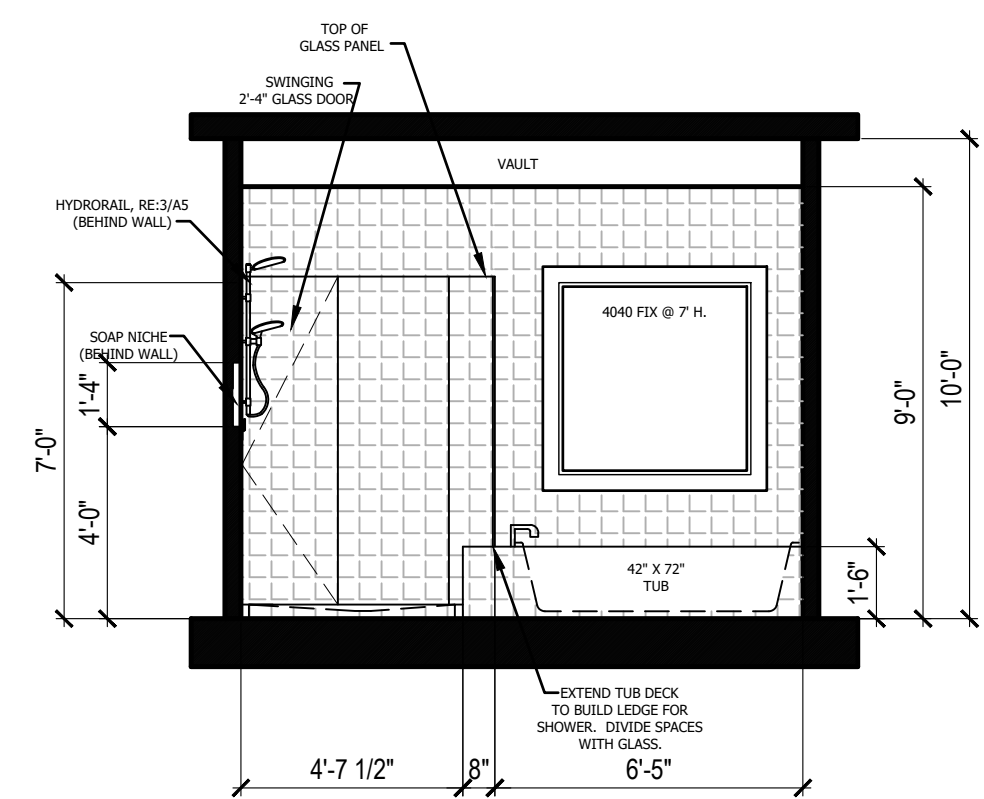 TOP OF
GLASS PANEL
SWINGING
2'-4" GLASS DOOR
VAULT
HYDRORAIL, RE:3/A5
(BEHIND WALL)
4040 FIX @ 7' H.
SOAP NICHE
(BEHIND WALL)
1'-4"
7'-0"
4'-0"
9'-0"
10'-0"
42" X 72"
TUB
1'-6"
EXTEND TUB DECK
TO BUILD LEDGE FOR
SHOWER. DIVIDE SPACES
WITH GLASS.
4'-7 1/2"
8"
6'-5"